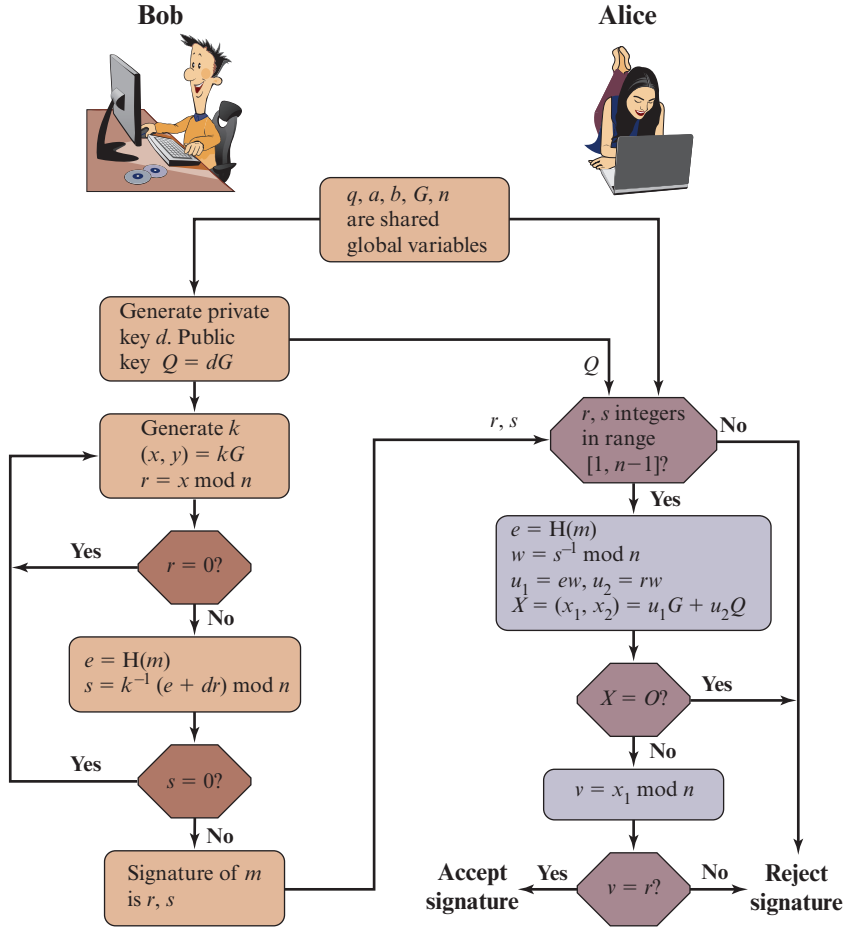 Bob
Alice
q, a, b, G, n
are shared
global variables
Generate private
key d. Public
key Q = dG
Q
Generate k
(x, y) = kG
r = x mod n
Yes
r = 0?
No
e = H(m)
s = k⁻¹ (e + dr) mod n
Yes
s = 0?
No
Signature of m
is r, s
r, s
r, s integers
in range
[1, n−1]?
No
Yes
e = H(m)
w = s⁻¹ mod n
u₁ = ew, u₂ = rw
X = (x₁, x₂) = u₁G + u₂Q
X = O?
Yes
No
v = x₁ mod n
v = r?
Yes
Accept
signature
No
Reject
signature